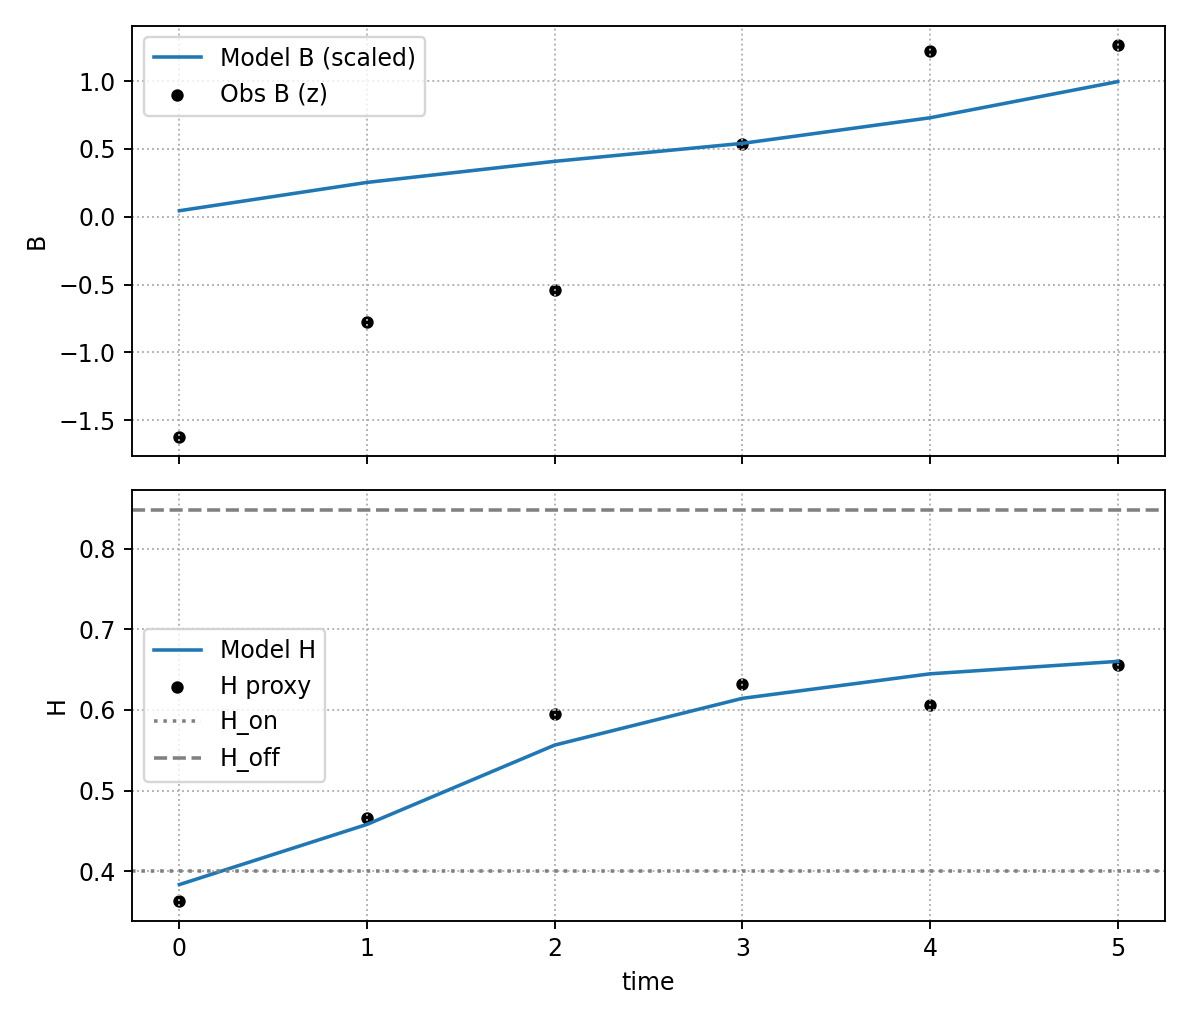 Model B (scaled)
Obs B (z)
1.0
0.5
0.0
−0.5
−1.0
−1.5
B
0.8
0.7
0.6
0.5
0.4
H
Model H
H proxy
H_on
H_off
0 1 2 3 4 5
time